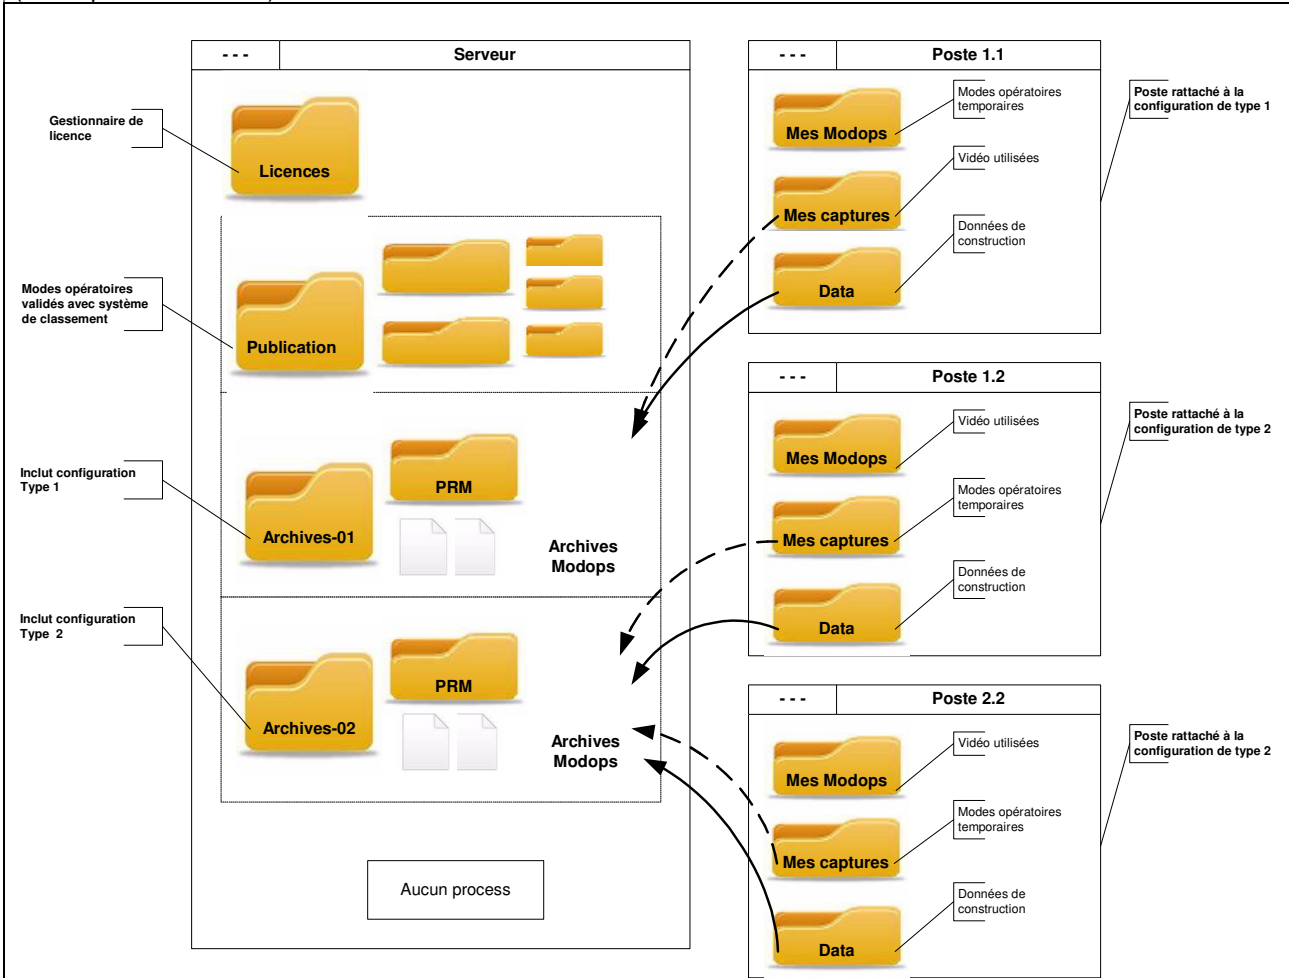 - - -
Serveur
Gestionnaire de
licence
Licences
Modes opératoires
validés avec système
de classement
Publication
Inclut configuration
Type 1
Archives-01
PRM
Archives
Modops
Inclut configuration
Type 2
Archives-02
PRM
Archives
Modops
Aucun process
- - -
Poste 1.1
Mes Modops
Modes opératoires
temporaires
Mes captures
Vidéo utilisées
Data
Données de
construction
Poste rattaché à la
configuration de type 1
- - -
Poste 1.2
Mes Modops
Vidéo utilisées
Mes captures
Modes opératoires
temporaires
Data
Données de
construction
Poste rattaché à la
configuration de type 2
- - -
Poste 2.2
Mes Modops
Vidéo utilisées
Mes captures
Modes opératoires
temporaires
Data
Données de
construction
Poste rattaché à la
configuration de type 2